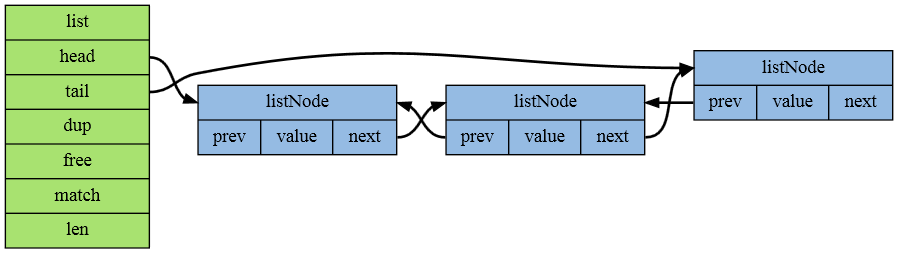 list
head
tail
dup
free
match
len
listNode
prev value next
listNode
prev value next
listNode
prev value next